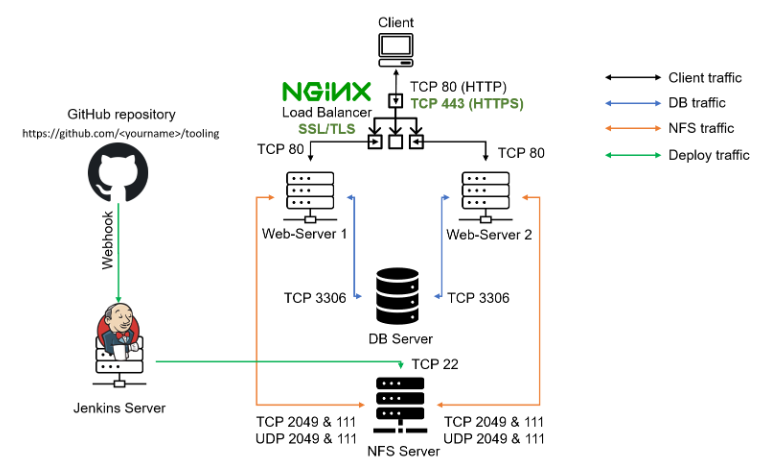 Client
NGINX
Load Balancer
SSL/TLS
TCP 80 (HTTP)
TCP 443 (HTTPS)
Client traffic
DB traffic
NFS traffic
Deploy traffic
GitHub repository
https://github.com/<yourname>/tooling
Webhook
Jenkins Server
TCP 80
TCP 80
Web-Server 1
Web-Server 2
TCP 3306
TCP 3306
DB Server
TCP 22
TCP 2049 & 111
UDP 2049 & 111
TCP 2049 & 111
UDP 2049 & 111
NFS Server